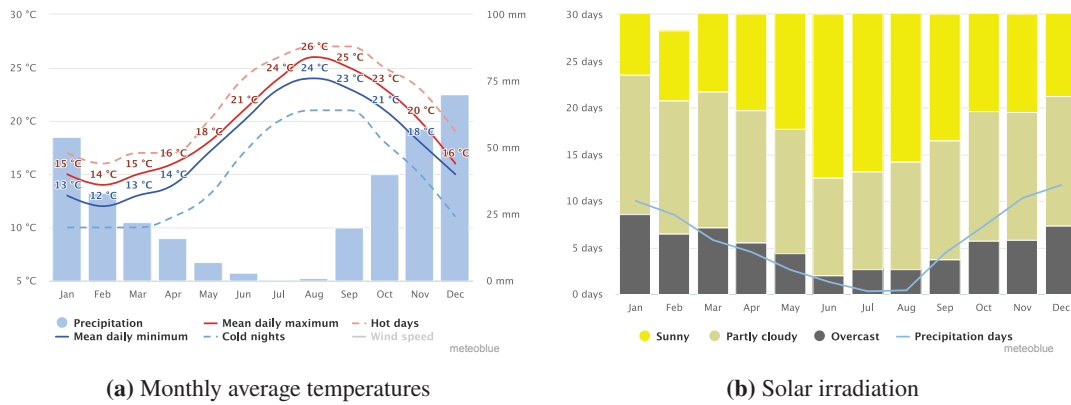 30 °C
25 °C
20 °C
15 °C
10 °C
5 °C
100 mm
75 mm
50 mm
25 mm
0 mm
15 °C
14 °C
15 °C
16 °C
18 °C
21 °C
24 °C
26 °C
25 °C
23 °C
20 °C
16 °C
13 °C
12 °C
13 °C
14 °C
24 °C
23 °C
21 °C
18 °C
Jan Feb Mar Apr May Jun Jul Aug Sep Oct Nov Dec
Precipitation Mean daily maximum Hot days
Mean daily minimum Cold nights Wind speed
meteoblue
(a) Monthly average temperatures
30 days
25 days
20 days
15 days
10 days
5 days
0 days
Jan Feb Mar Apr May Jun Jul Aug Sep Oct Nov Dec
Sunny Partly cloudy Overcast Precipitation days
meteoblue
(b) Solar irradiation